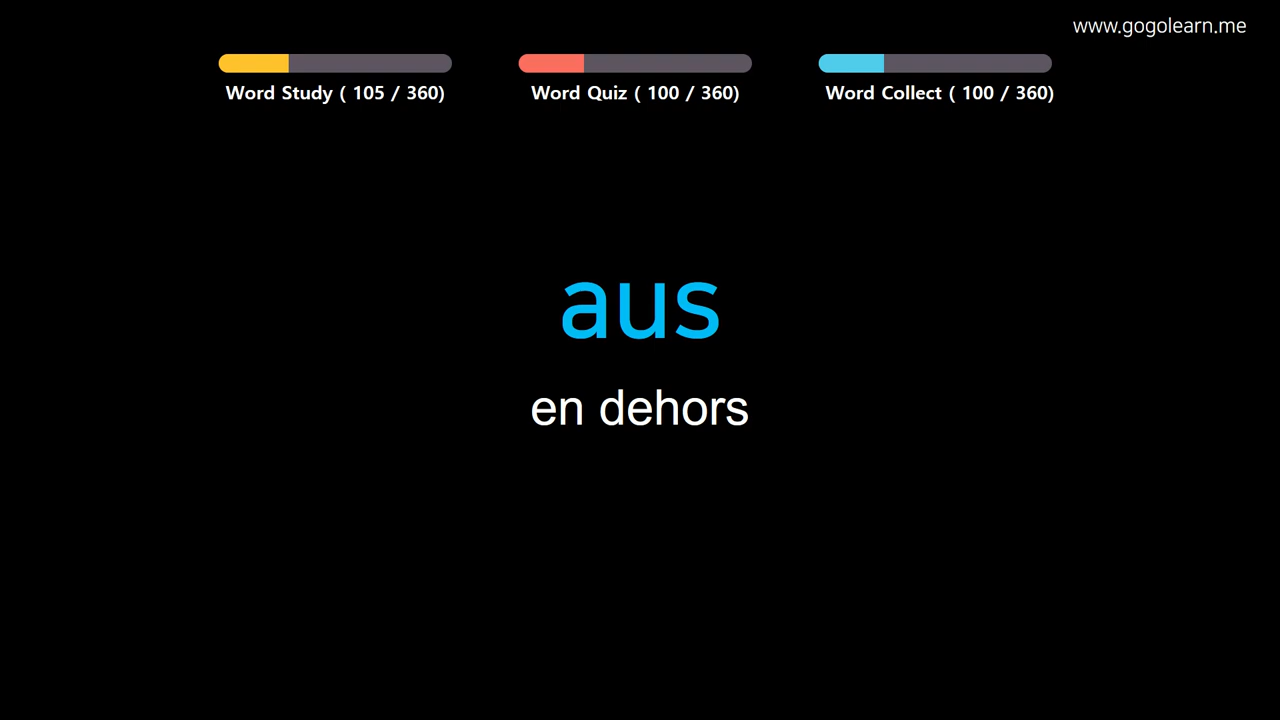 www.gogolearn.me
Word Study ( 105 / 360)
Word Quiz ( 100 / 360)
Word Collect ( 100 / 360)
aus
en dehors